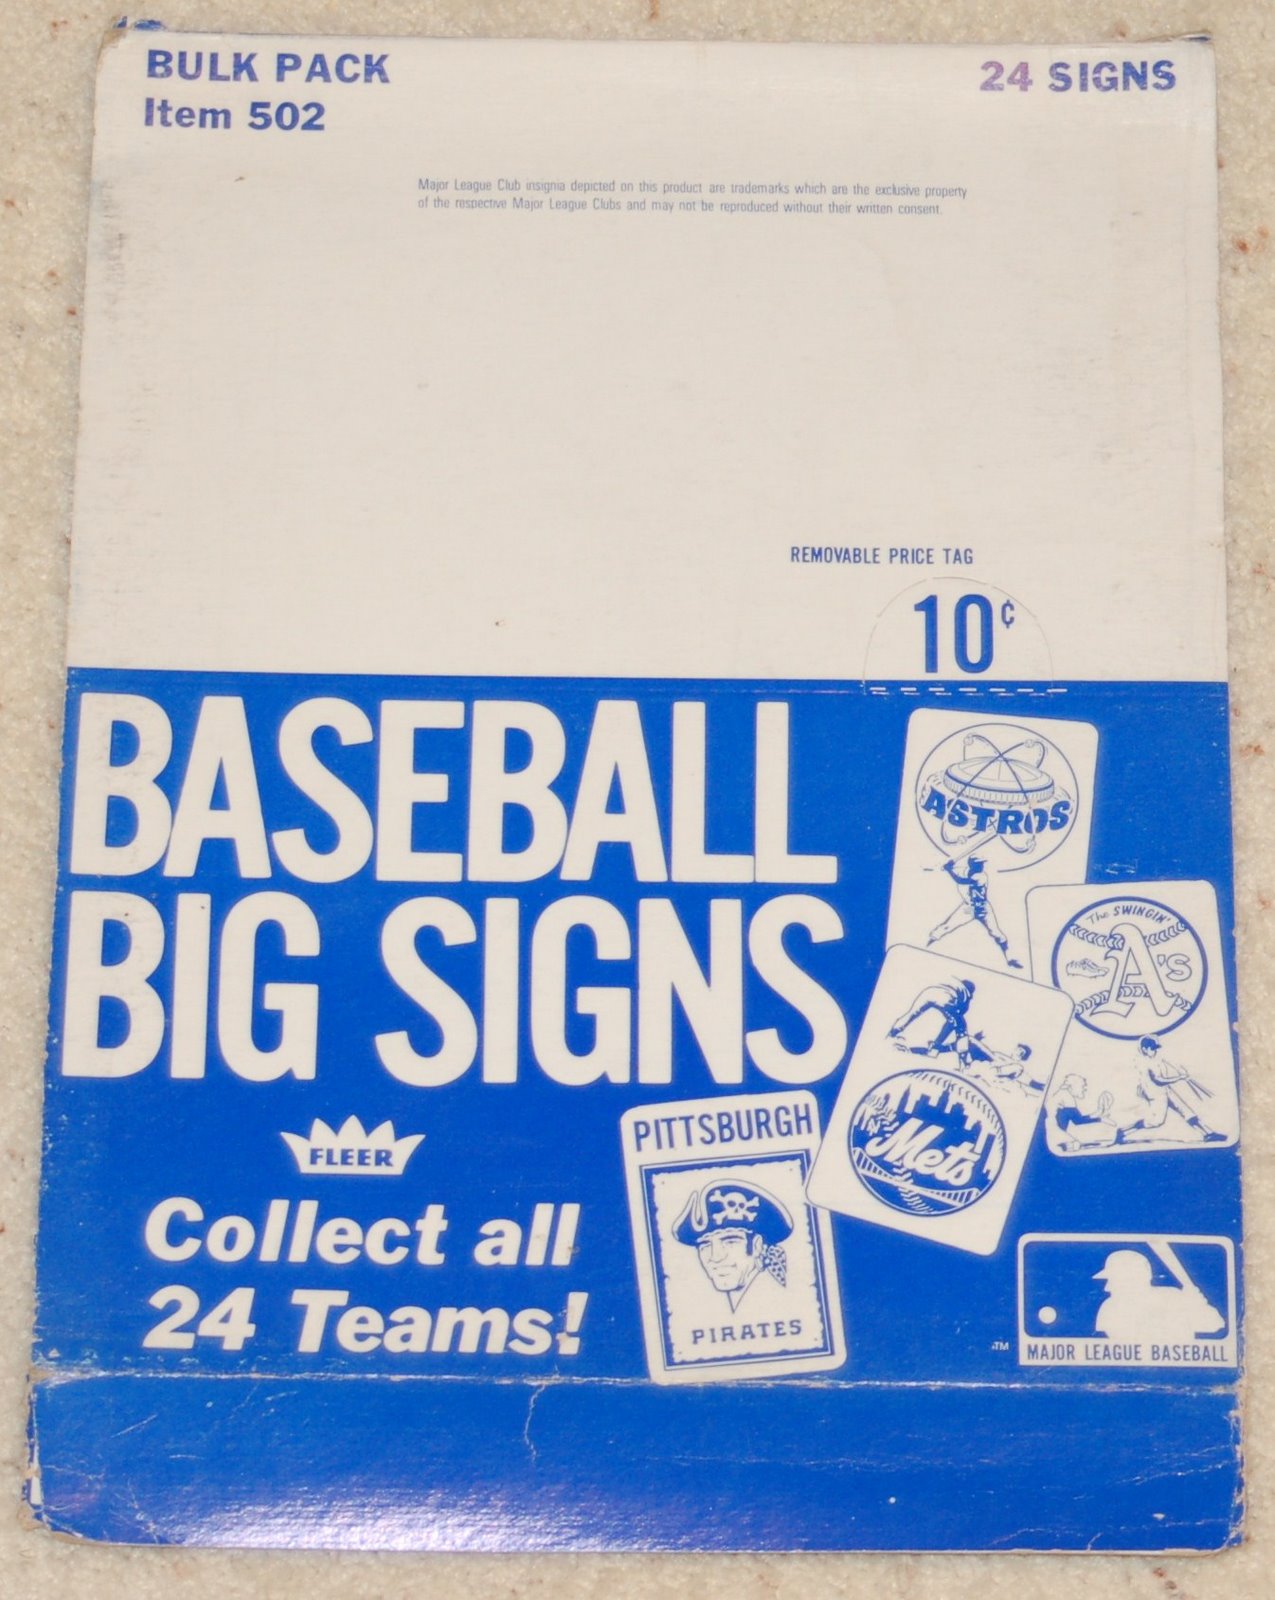 BULK PACK
Item 502
24 SIGNS
Major League Club insignia depicted on this product are trademarks which are the exclusive property
of the respective Major League Clubs and may not be reproduced without their written consent.
REMOVABLE PRICE TAG
10¢
BASEBALL
BIG SIGNS
FLEER
Collect all
24 Teams!
ASTROS
The SWINGIN'
A'S
Mets
PITTSBURGH
PIRATES
TM
MAJOR LEAGUE BASEBALL